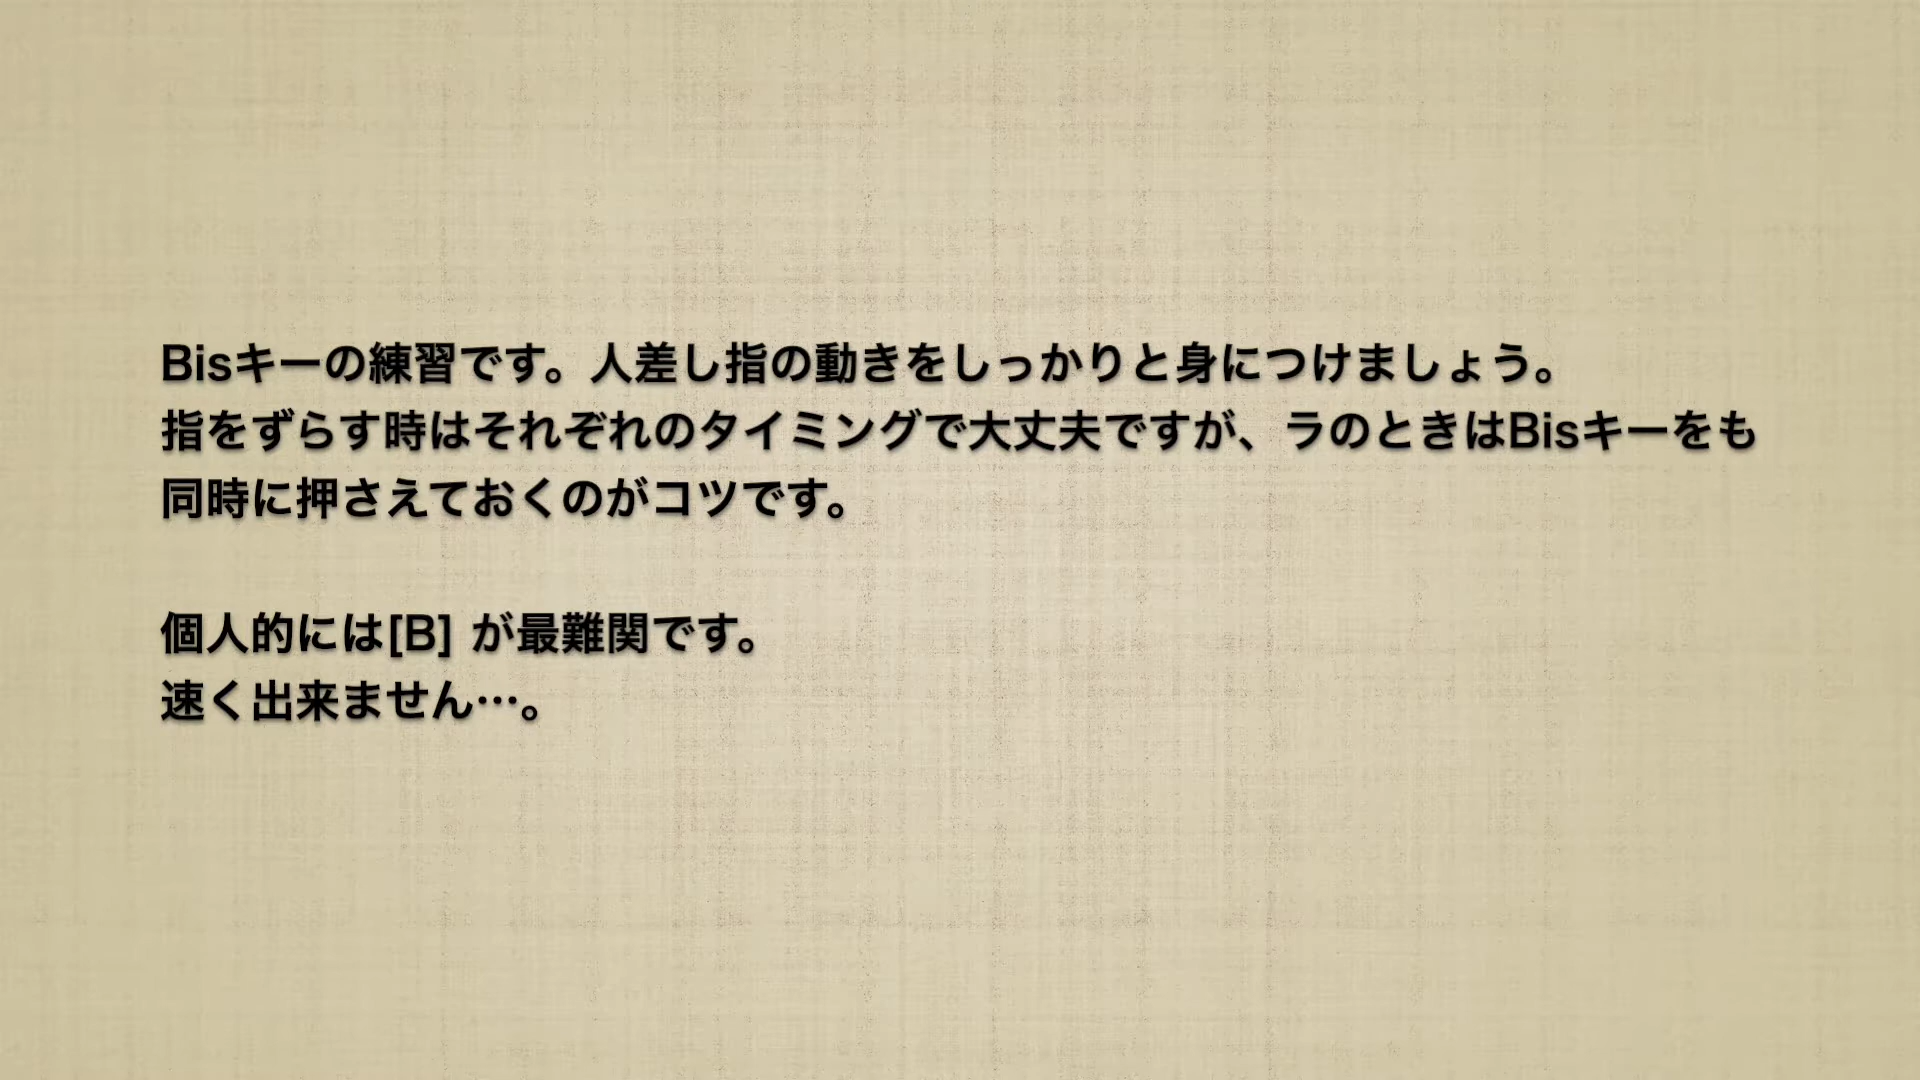 Bisキーの練習です。人差し指の動きをしっかりと身につけましょう。
指をずらす時はそれぞれのタイミングで大丈夫ですが、ラのときはBisキーをも
同時に押さえておくのがコツです。
個人的には[B] が最難関です。
速く出来ません…。